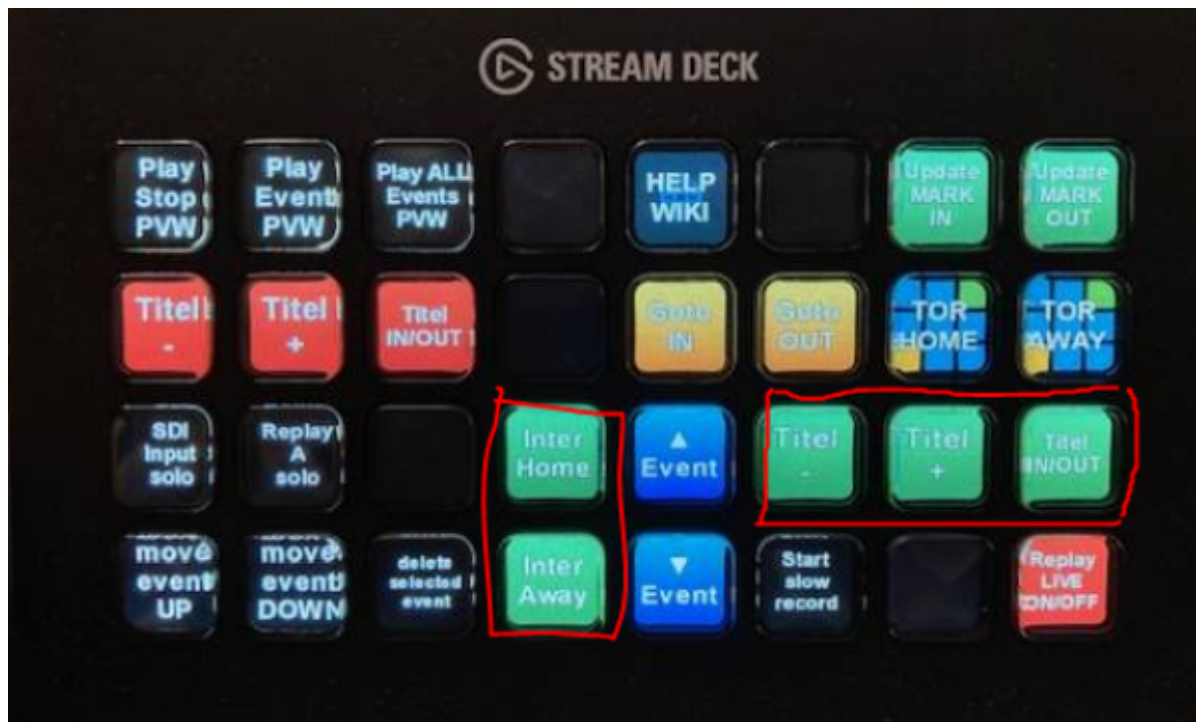 STREAM DECK
Play
Stop
PVW
Play
Event
PVW
Play ALL
Events
PVW
HELP
WIKI
Update
MARK
IN
Update
MARK
OUT
Titel
-
Titel
+
Titel
IN/OUT
Goto
IN
Goto
OUT
TOR
HOME
TOR
AWAY
SDI
Input
solo
Replay
A
solo
Inter
Home
▲
Event
Titel
-
Titel
+
Titel
IN/OUT
move
event
UP
move
event
DOWN
delete
selected
event
Inter
Away
▼
Event
Start
slow
record
Replay
LIVE
ON/OFF